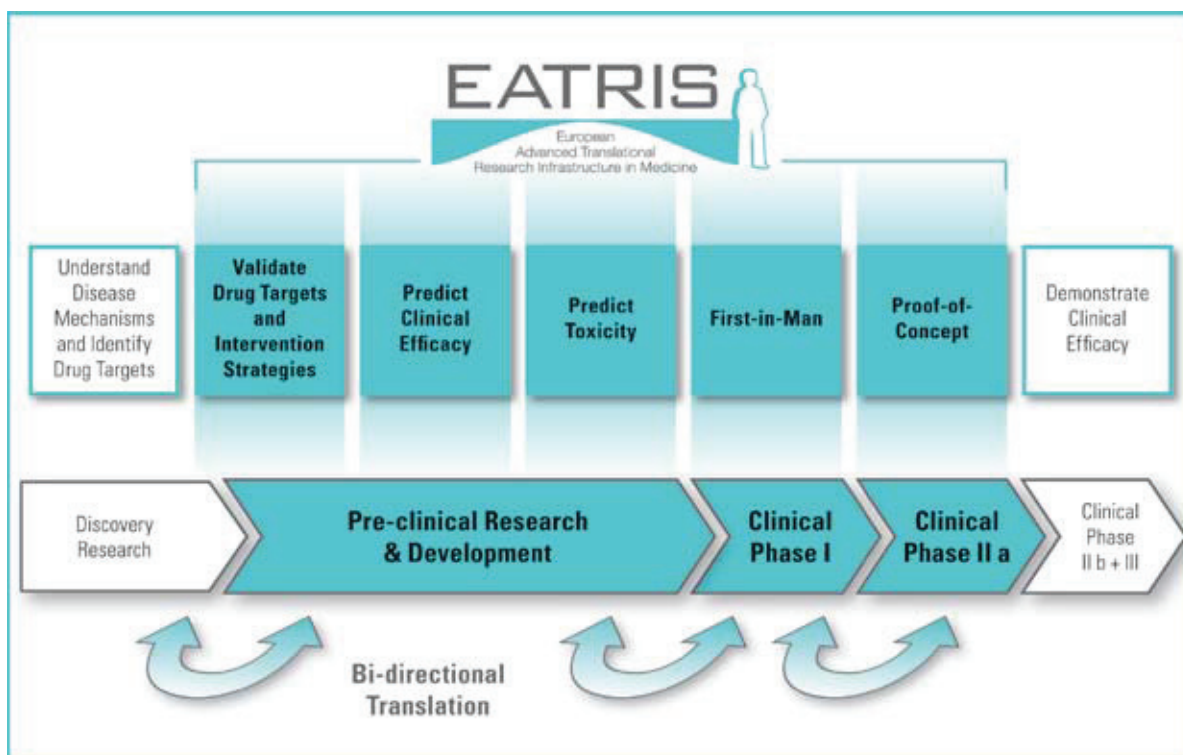 EATRIS
European
Advanced Translational
Research Infrastructure in Medicine
Understand
Disease
Mechanisms
and Identify
Drug Targets
Validate
Drug Targets
and
Intervention
Strategies
Predict
Clinical
Efficacy
Predict
Toxicity
First-in-Man
Proof-of-
Concept
Demonstrate
Clinical
Efficacy
Discovery
Research
Pre-clinical Research
& Development
Clinical
Phase I
Clinical
Phase II a
Clinical
Phase
II b + III
Bi-directional
Translation